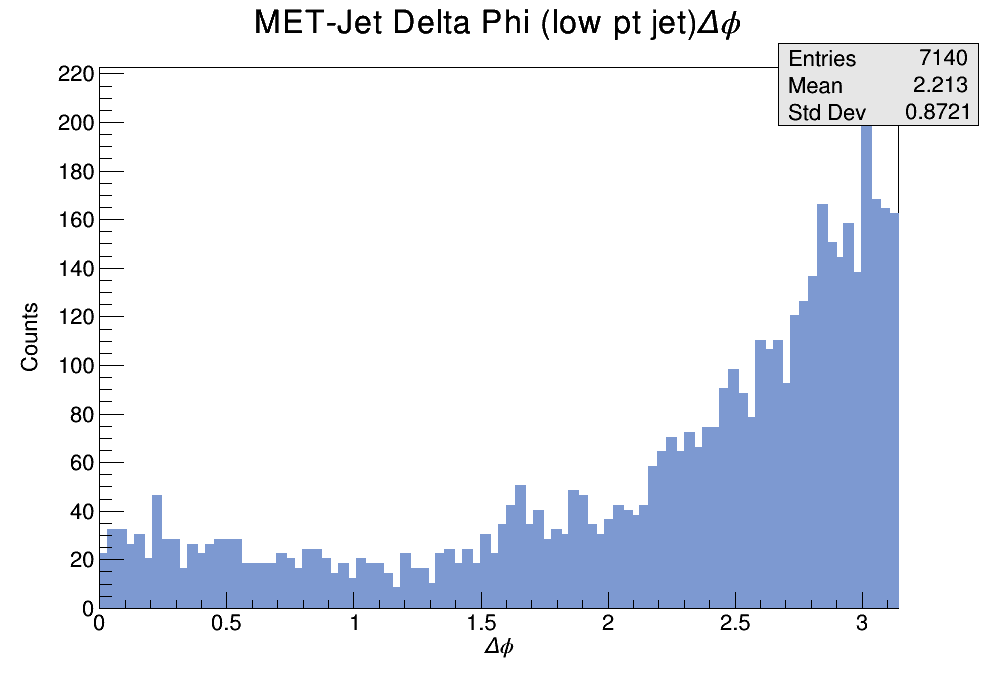 MET-Jet Delta Phi (low pt jet)Δϕ
Entries 7140
Mean 2.213
Std Dev 0.8721
220
200
180
160
140
120
100
80
60
40
20
0
Counts
0 0.5 1 1.5 2 2.5 3
Δϕ